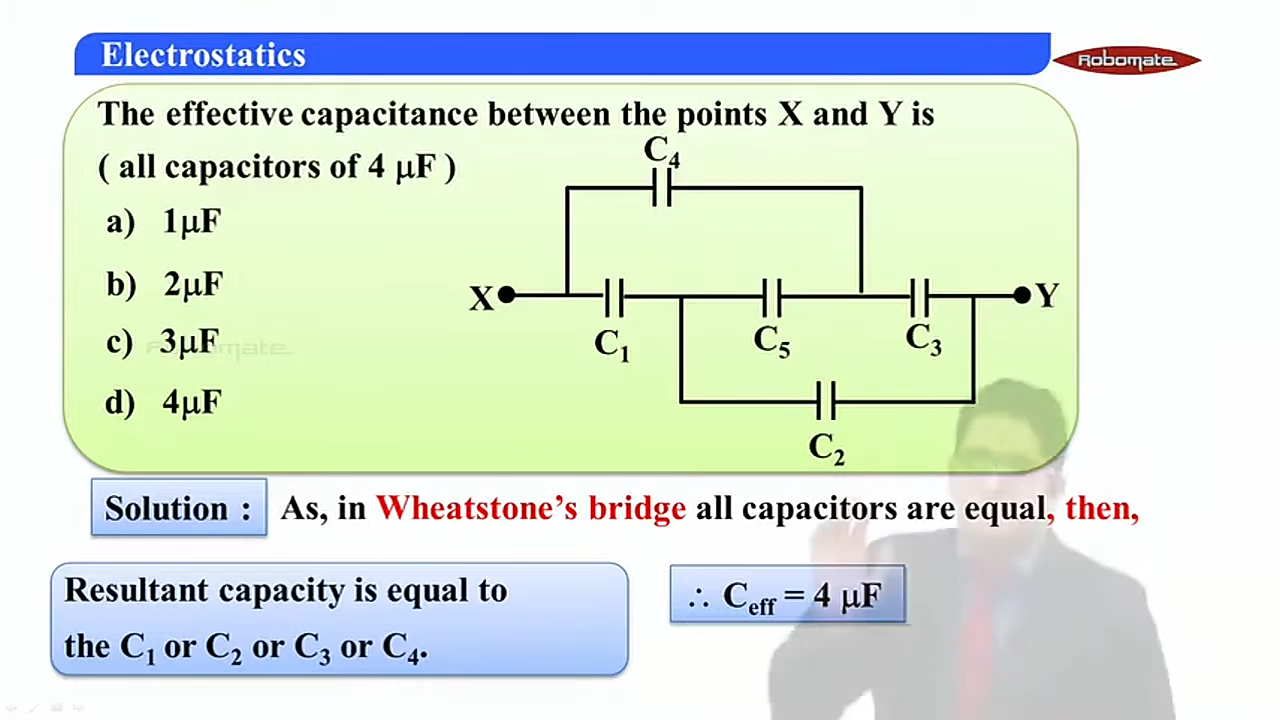 Electrostatics
Robomate
The effective capacitance between the points X and Y is
( all capacitors of 4 μF )
a) 1μF
b) 2μF
c) 3μF
d) 4μF
C₄
X
Y
C₁
C₅
C₃
C₂
Robomate
Solution : As, in Wheatstone's bridge all capacitors are equal, then,
Resultant capacity is equal to
the C₁ or C₂ or C₃ or C₄.
∴ Cₑff = 4 μF